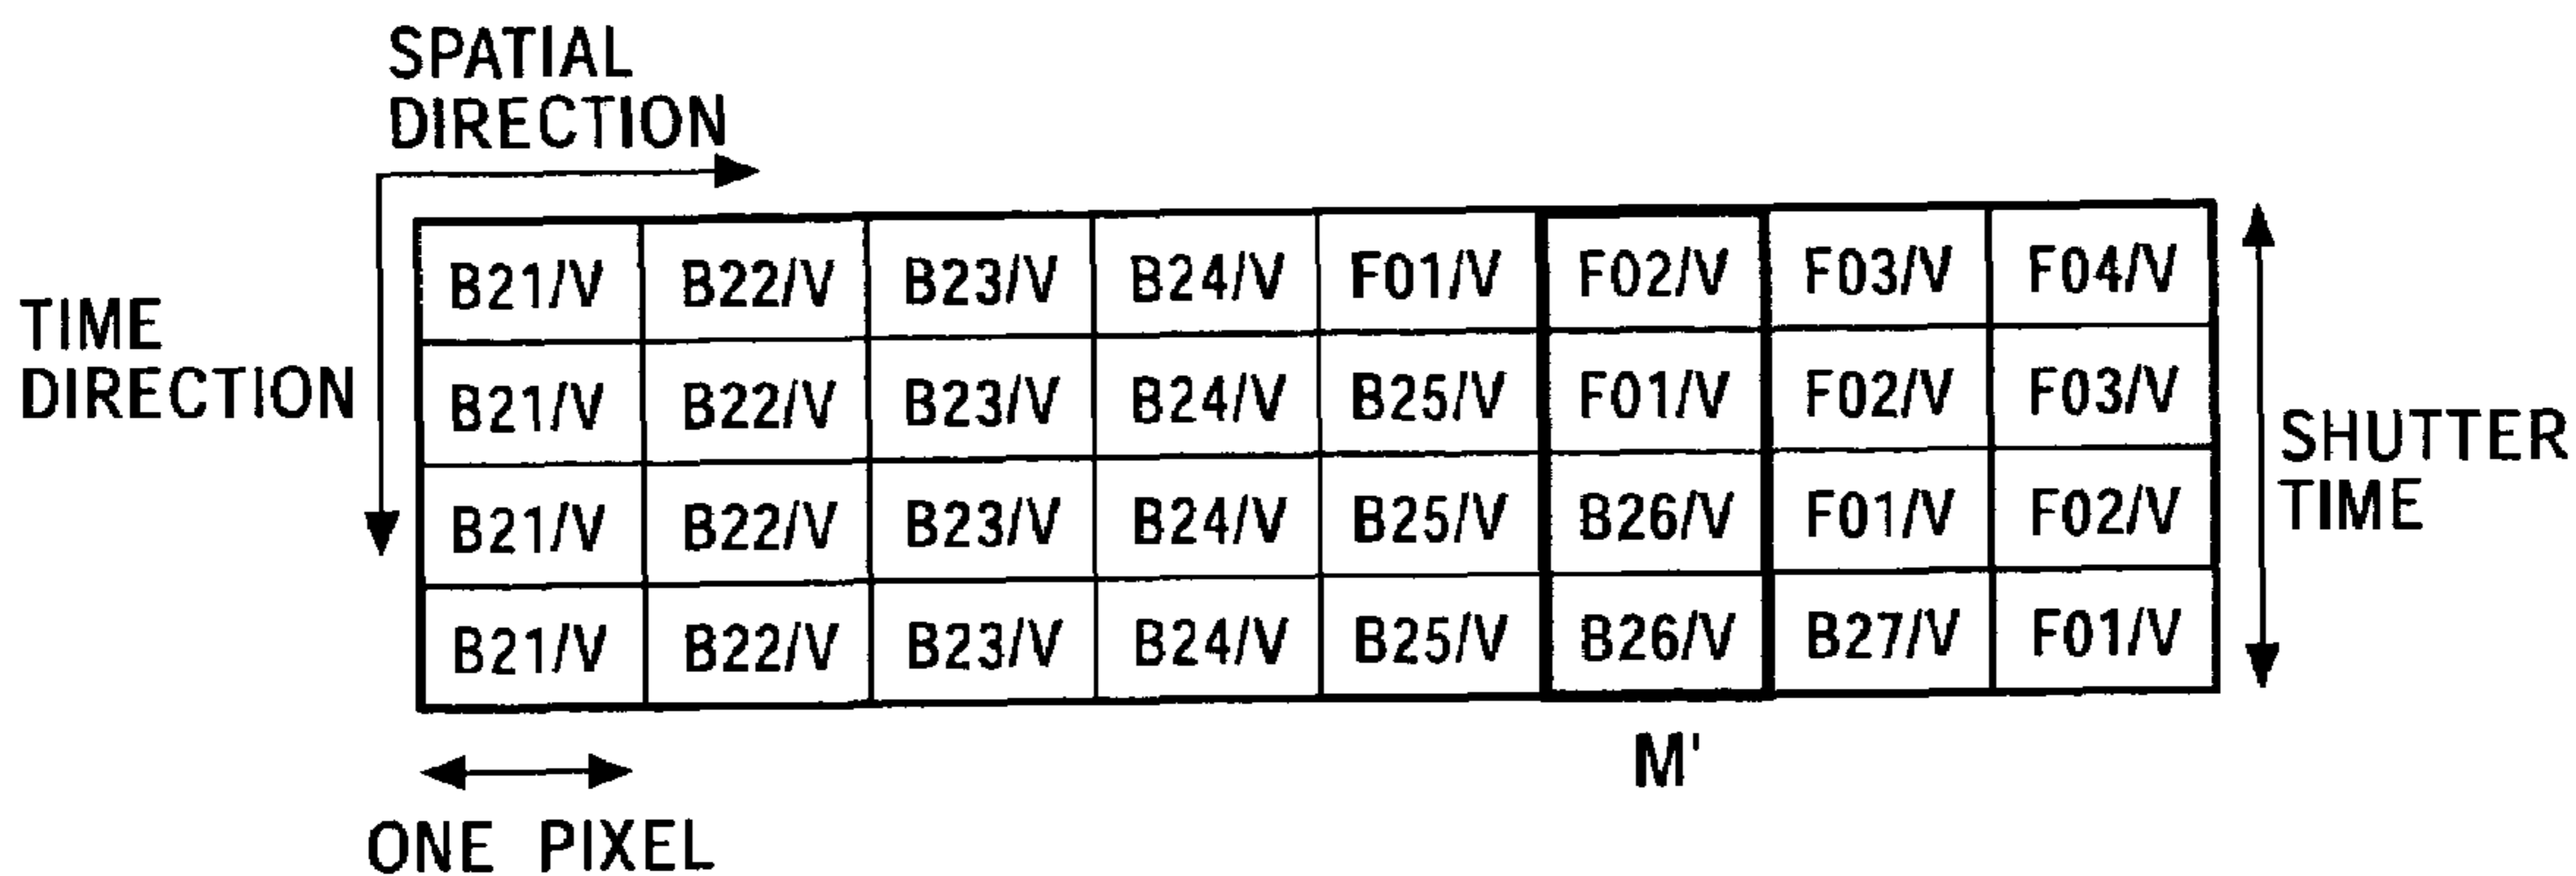 SPATIAL
DIRECTION
TIME
DIRECTION
B21/V B22/V B23/V B24/V F01/V F02/V F03/V F04/V
B21/V B22/V B23/V B24/V B25/V F01/V F02/V F03/V
B21/V B22/V B23/V B24/V B25/V B26/V F01/V F02/V
B21/V B22/V B23/V B24/V B25/V B26/V B27/V F01/V
SHUTTER
TIME
M'
ONE PIXEL